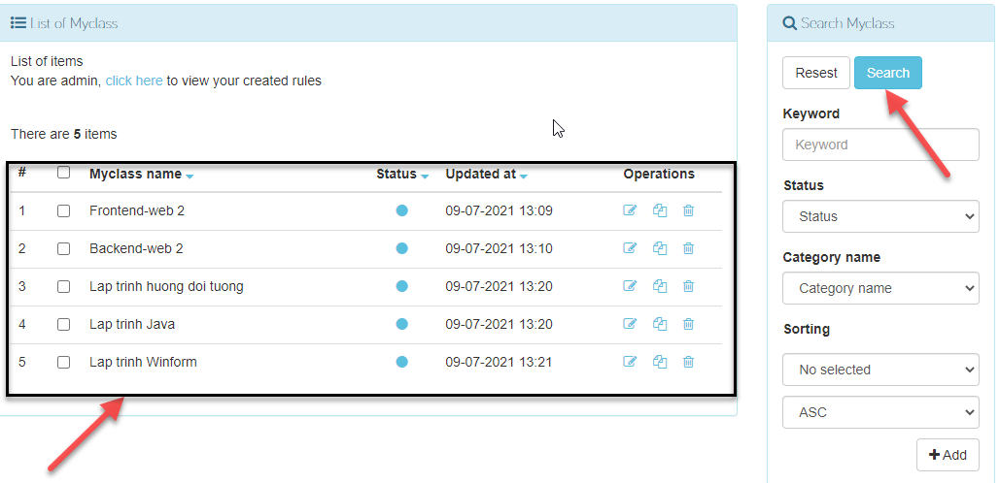 List of Myclass
List of items
You are admin, click here to view your created rules
There are 5 items
# Myclass name Status Updated at Operations
1 Frontend-web 2 09-07-2021 13:09
2 Backend-web 2 09-07-2021 13:10
3 Lap trinh huong doi tuong 09-07-2021 13:20
4 Lap trinh Java 09-07-2021 13:20
5 Lap trinh Winform 09-07-2021 13:21
Search Myclass
Resest Search
Keyword
Keyword
Status
Status
Category name
Category name
Sorting
No selected
ASC
+ Add